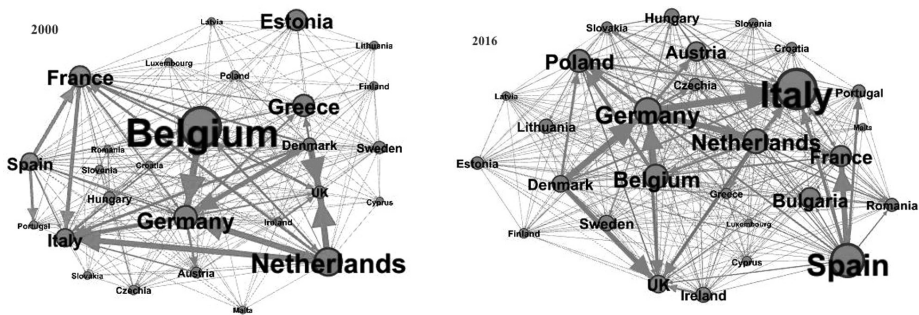 2000
Latvia
Estonia
Lithuania
Luxembourg
France
Poland
Finland
Greece
Belgium
Denmark
Sweden
Romania
Spain
Croatia
Slovenia
UK
Hungary
Cyprus
Portugal
Germany
Ireland
Italy
Netherlands
Slovakia
Austria
Czechia
Malta
2016
Hungary
Slovenia
Slovakia
Austria
Croatia
Poland
Czechia
Italy
Portugal
Latvia
Germany
Lithuania
Malta
Netherlands
France
Estonia
Denmark
Belgium
Greece
Bulgaria
Romania
Sweden
Luxembourg
Finland
Cyprus
Spain
UK
Ireland